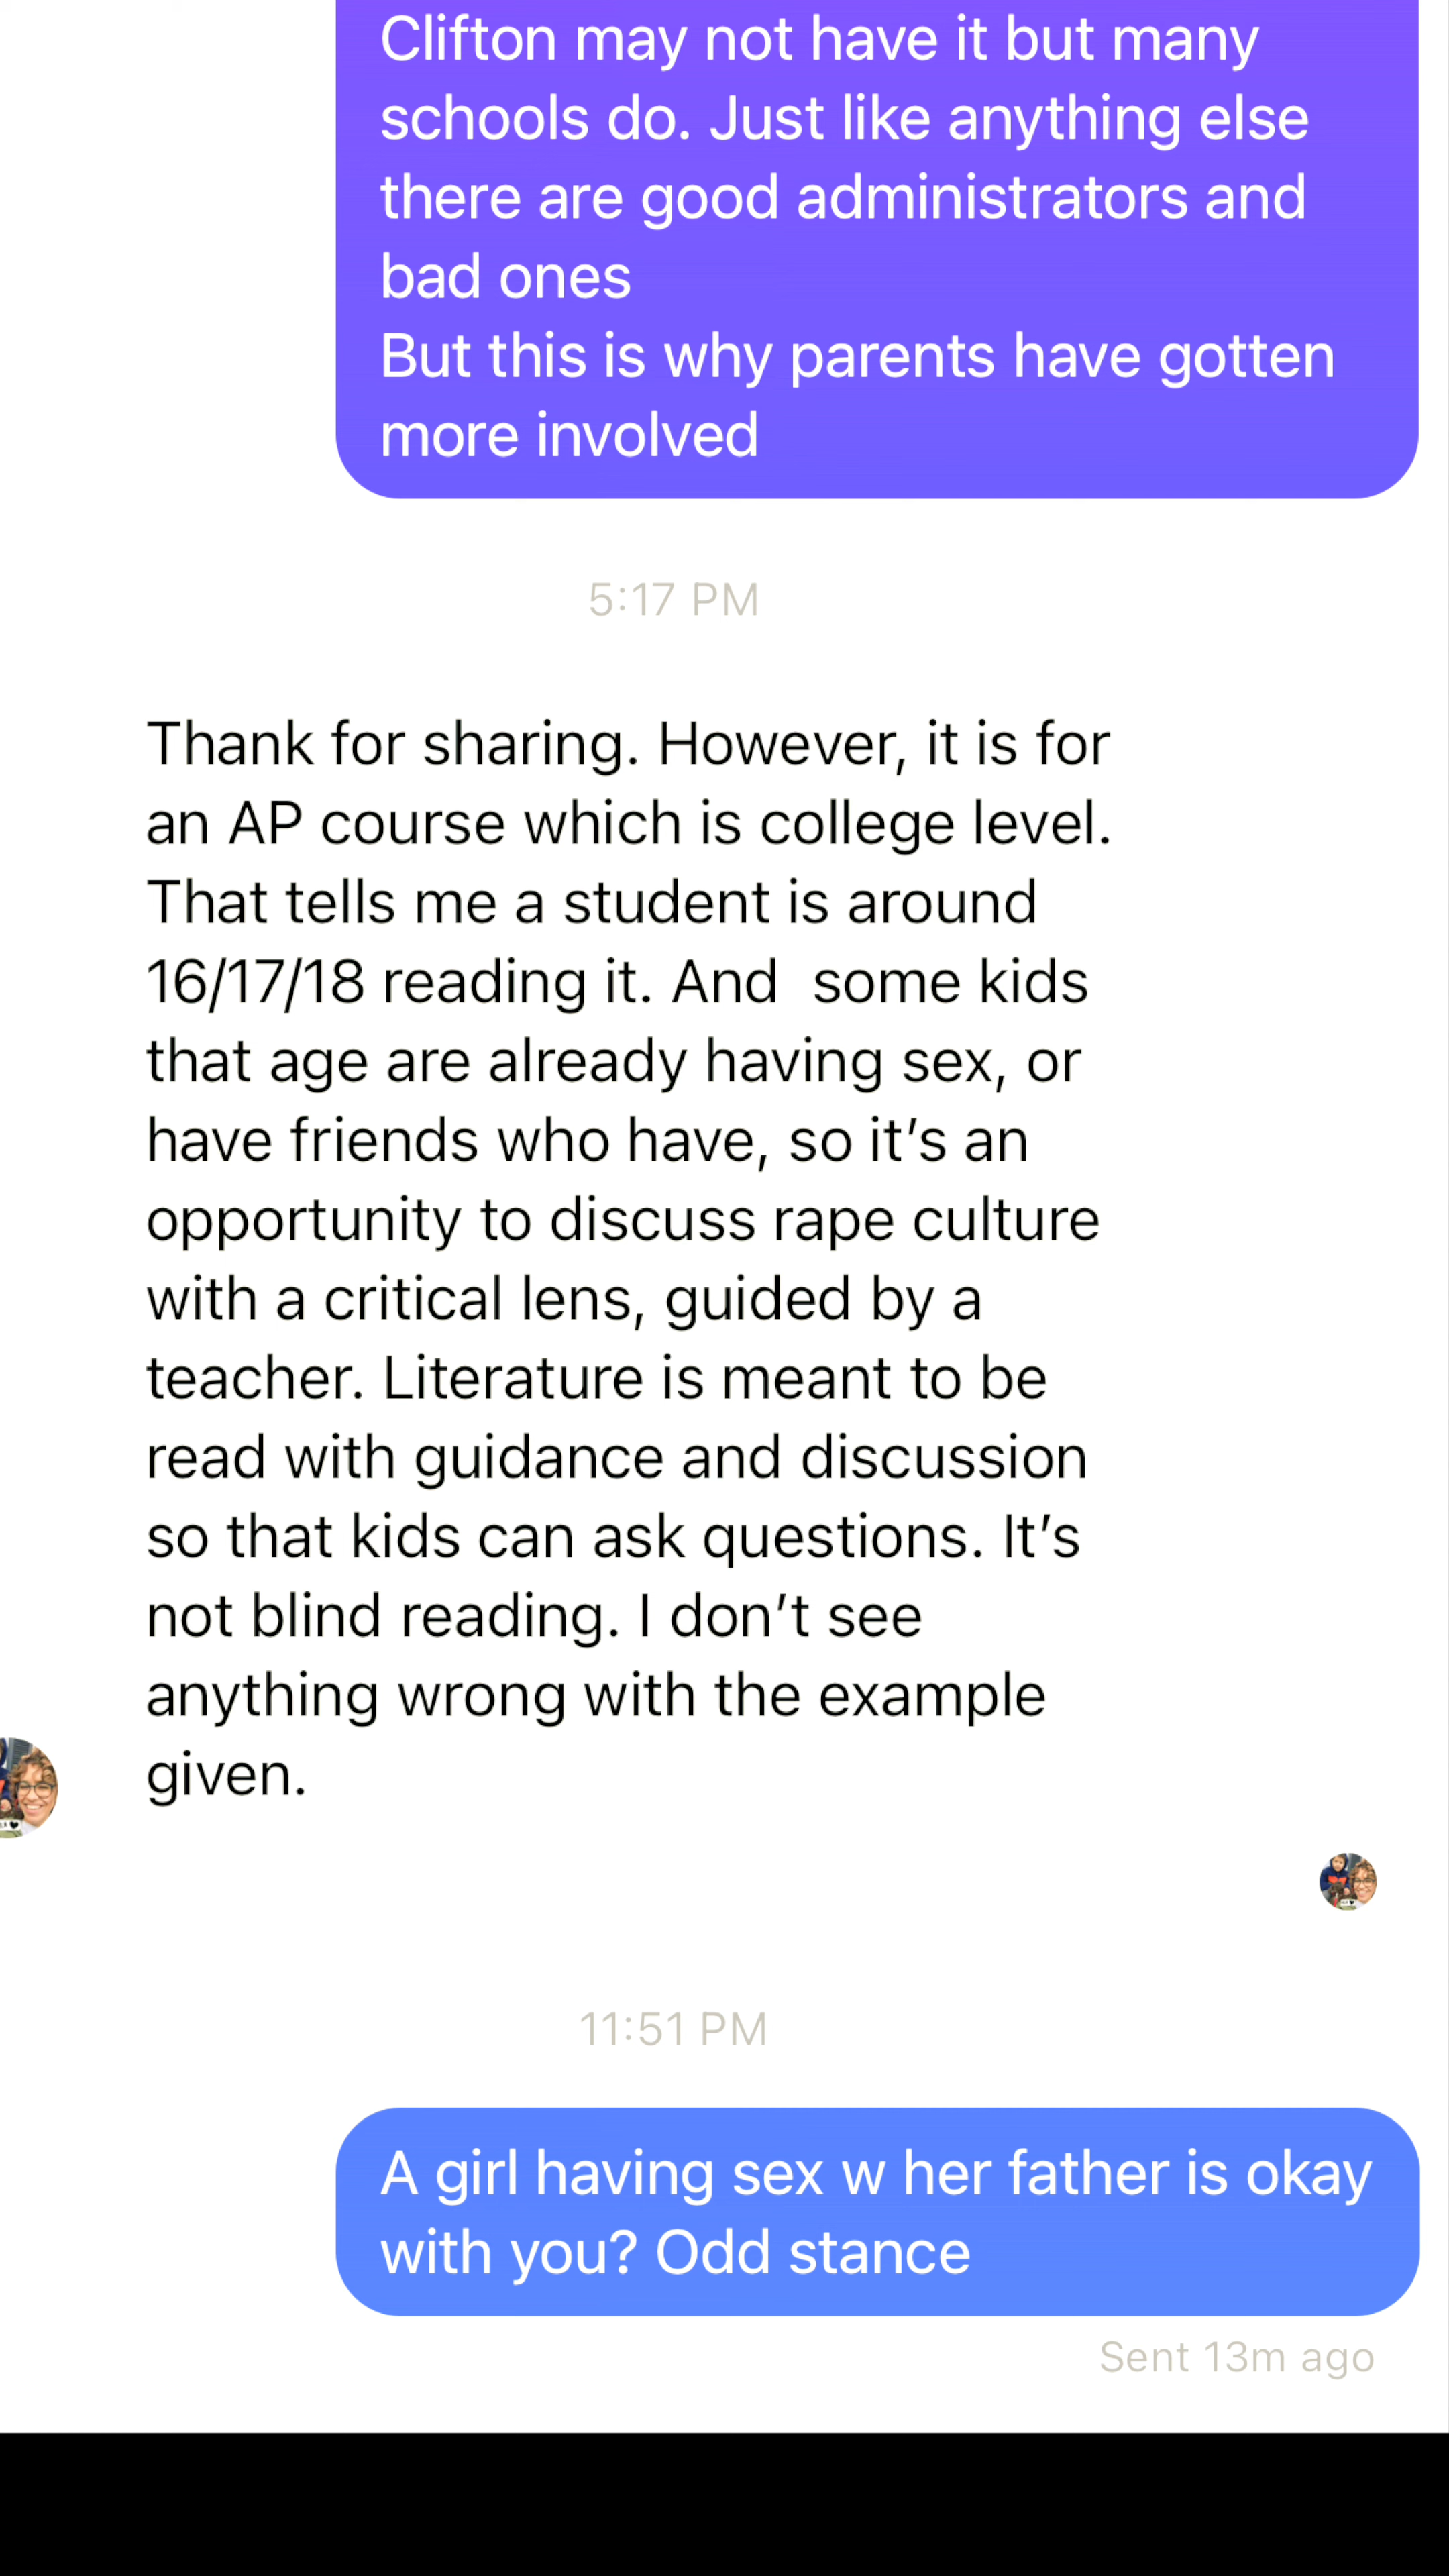 Clifton may not have it but many
schools do. Just like anything else
there are good administrators and
bad ones
But this is why parents have gotten
more involved
5:17 PM
Thank for sharing. However, it is for
an AP course which is college level.
That tells me a student is around
16/17/18 reading it. And  some kids
that age are already having sex, or
have friends who have, so it’s an
opportunity to discuss rape culture
with a critical lens, guided by a
teacher. Literature is meant to be
read with guidance and discussion
so that kids can ask questions. It’s
not blind reading. I don’t see
anything wrong with the example
given.
11:51 PM
A girl having sex w her father is okay
with you? Odd stance
Sent 13m ago